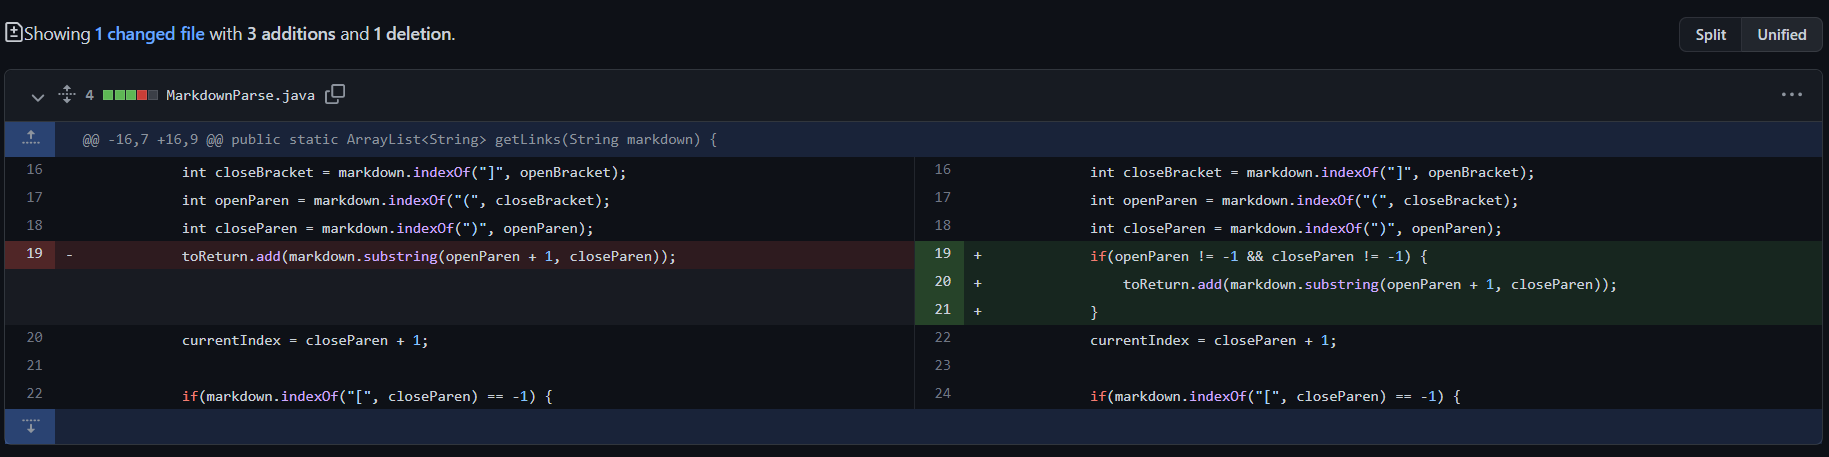 Showing 1 changed file with 3 additions and 1 deletion.
Split Unified
4 MarkdownParse.java
@@ -16,7 +16,9 @@ public static ArrayList<String> getLinks(String markdown) {
16 int closeBracket = markdown.indexOf("]", openBracket);
17 int openParen = markdown.indexOf("(", closeBracket);
18 int closeParen = markdown.indexOf(")", openParen);
19 - toReturn.add(markdown.substring(openParen + 1, closeParen));
20 currentIndex = closeParen + 1;
21
22 if(markdown.indexOf("[", closeParen) == -1) {
16 int closeBracket = markdown.indexOf("]", openBracket);
17 int openParen = markdown.indexOf("(", closeBracket);
18 int closeParen = markdown.indexOf(")", openParen);
19 + if(openParen != -1 && closeParen != -1) {
20 + toReturn.add(markdown.substring(openParen + 1, closeParen));
21 + }
22 currentIndex = closeParen + 1;
23
24 if(markdown.indexOf("[", closeParen) == -1) {